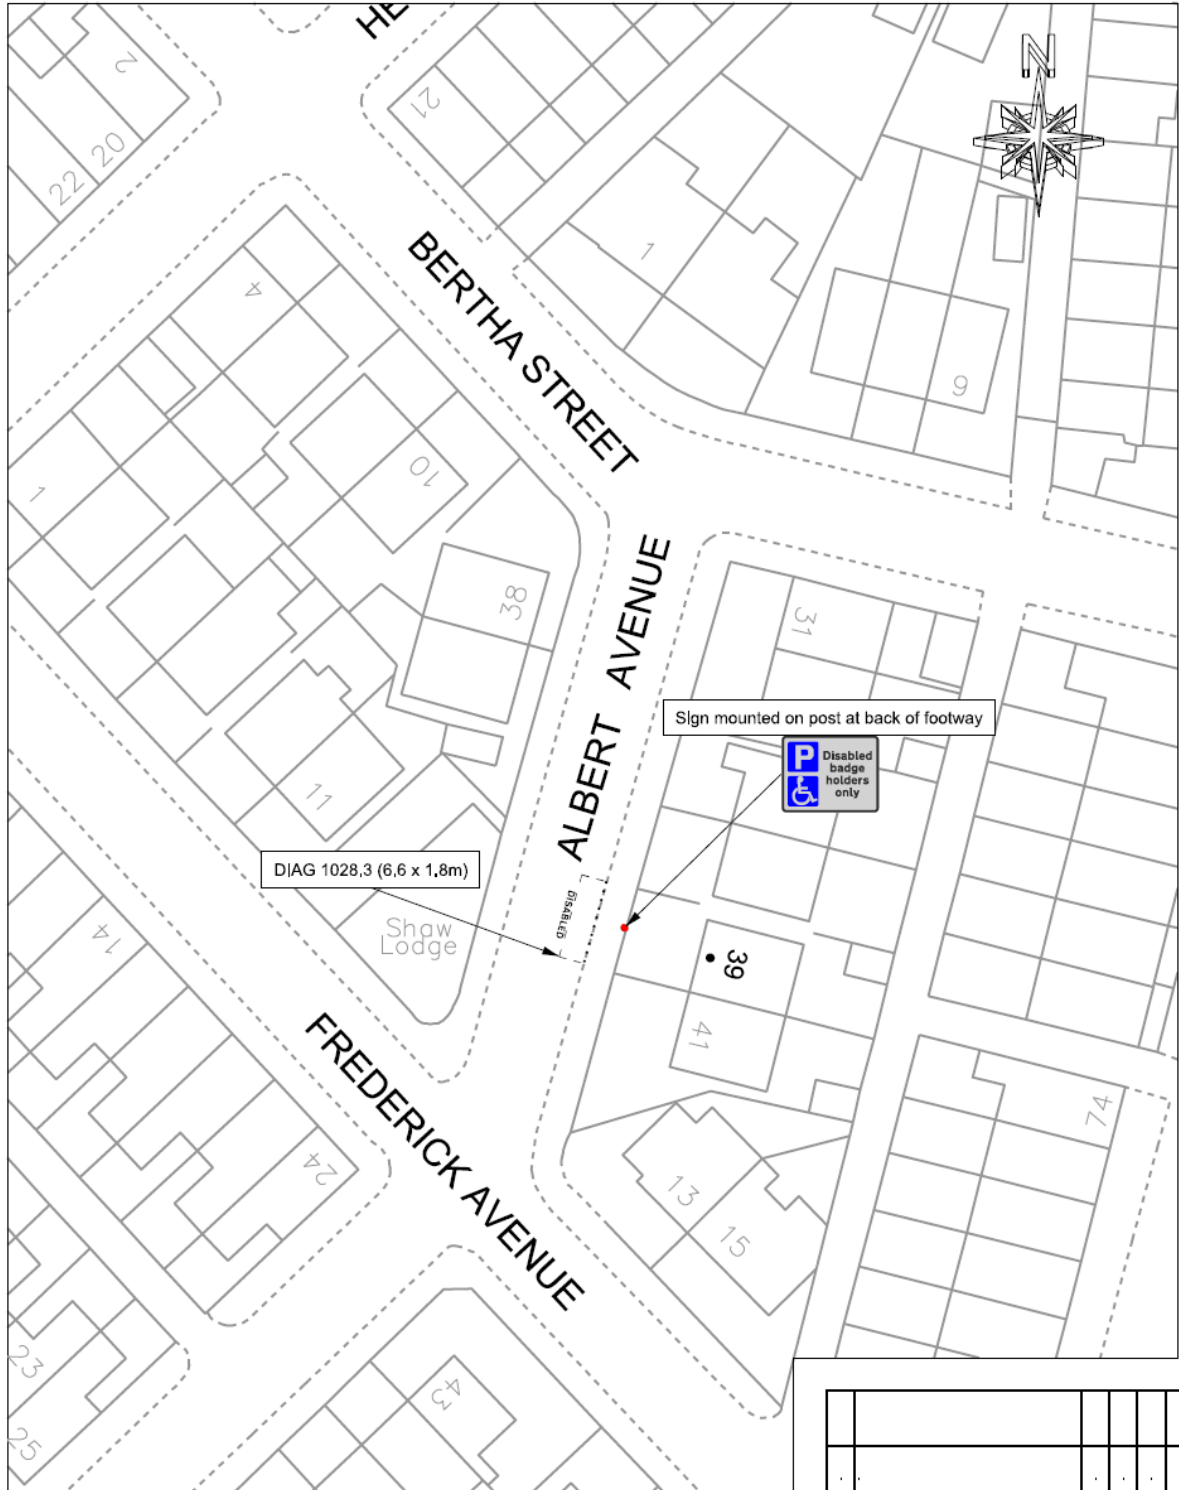 HE
N
2
20
22
21
1
4
BERTHA STREET
9
10
1
38
31
ALBERT AVENUE
Sign mounted on post at back of footway
P
Disabled
badge
holders
only
11
DIAG 1028.3 (6.6 x 1.8m)
DISABLED
Shaw
Lodge
14
39
41
FREDERICK AVENUE
74
24
13
15
23
43
25